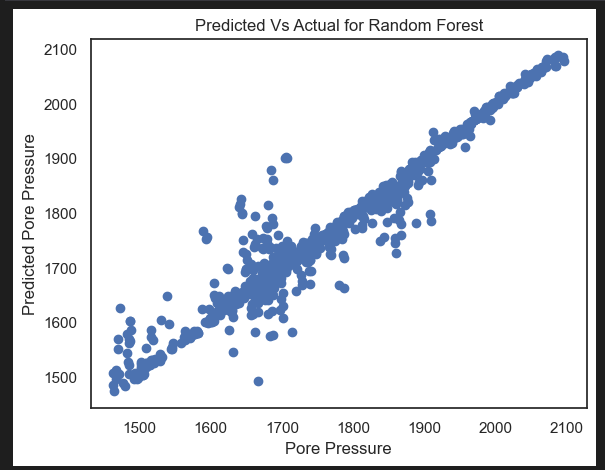 Predicted Vs Actual for Random Forest
2100
2000
1900
1800
1700
1600
1500
Predicted Pore Pressure
1500 1600 1700 1800 1900 2000 2100
Pore Pressure